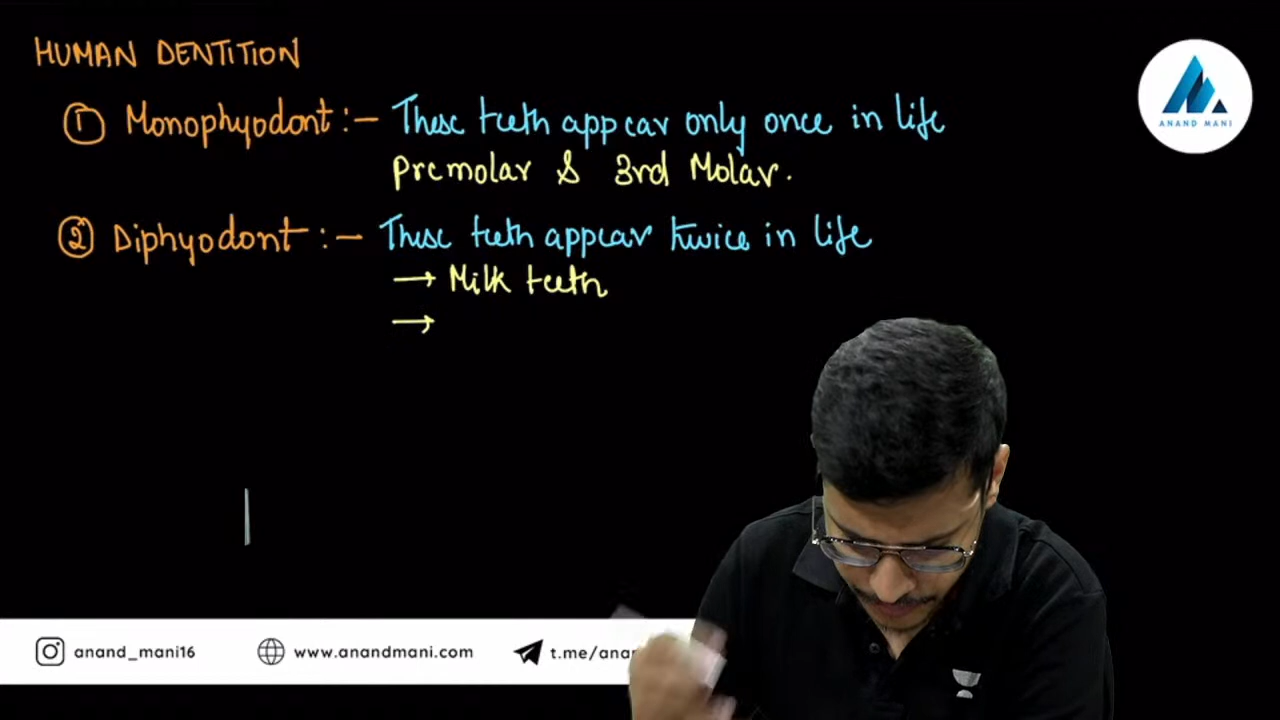 HUMAN DENTITION
① Monophyodont :- These teeth appear only once in life
Premolar & 3rd Molar.
② Diphyodont :- These teeth appear twice in life
→ Milk teeth
→
ANAND MANI
anand_mani16
www.anandmani.com
t.me/anan